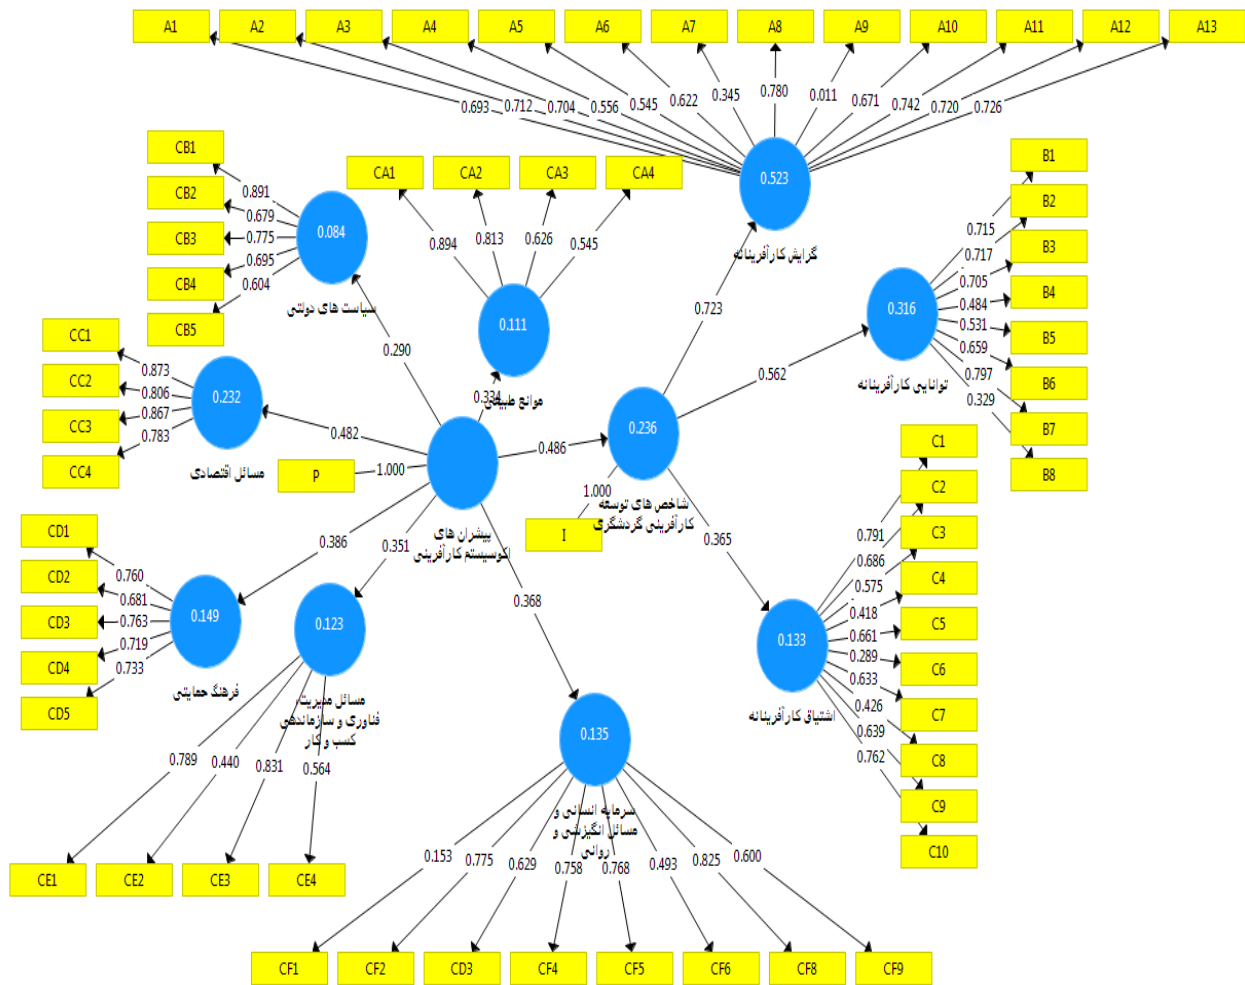 A1 A2 A3 A4 A5 A6 A7 A8 A9 A10 A11 A12 A13
0.693 0.712 0.704 0.556 0.545 0.622 0.345 0.780 0.011 0.671 0.742 0.720 0.726
0.523
گرایش کارآفرینانه
CB1
CB2
CB3
CB4
CB5
0.891
0.679
0.775
0.695
0.604
0.084
سیاست های دولتی
CA1 CA2 CA3 CA4
0.894 0.813 0.626 0.545
0.111
موانع طبیعی
B1
B2
B3
B4
B5
B6
B7
B8
0.715
0.717
0.705
0.484
0.531
0.659
0.797
0.329
0.316
توانایی کارآفرینانه
CC1
CC2
CC3
CC4
0.873
0.806
0.867
0.783
0.232
مسائل اقتصادی
0.290
0.334
0.482
0.723
0.562
0.486
0.236
شاخص های توسعه
کارآفرینی گردشگری
P
1.000
I
1.000
پیشران های
اکوسیستم کارآفرینی
0.386
0.351
0.368
0.365
C1
C2
C3
C4
C5
C6
C7
C8
C9
C10
0.791
0.686
0.575
0.418
0.661
0.289
0.633
0.426
0.639
0.762
0.133
اشتیاق کارآفرینانه
CD1
CD2
CD3
CD4
CD5
0.760
0.681
0.763
0.719
0.733
0.149
فرهنگ حمایتی
0.123
مسائل مدیریت،
فناوری و سازماندهی
کسب و کار
0.789 0.440 0.831 0.564
CE1 CE2 CE3 CE4
0.135
سرمایه انسانی و
مسائل انگیزشی و
روانی
0.153 0.775 0.629 0.758 0.768 0.493 0.825 0.600
CF1 CF2 CD3 CF4 CF5 CF6 CF8 CF9